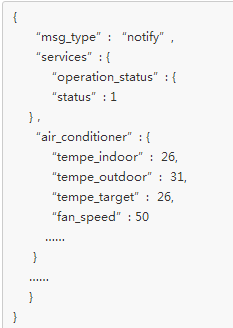 {
“msg_type” : “notify” ,
“services” : {
“operation_status” : {
“status” : 1
} ,
“air_conditioner” : {
“tempe_indoor” : 26,
“tempe_outdoor” : 31,
“tempe_target” : 26,
“fan_speed” : 50
……
}
……
}
}